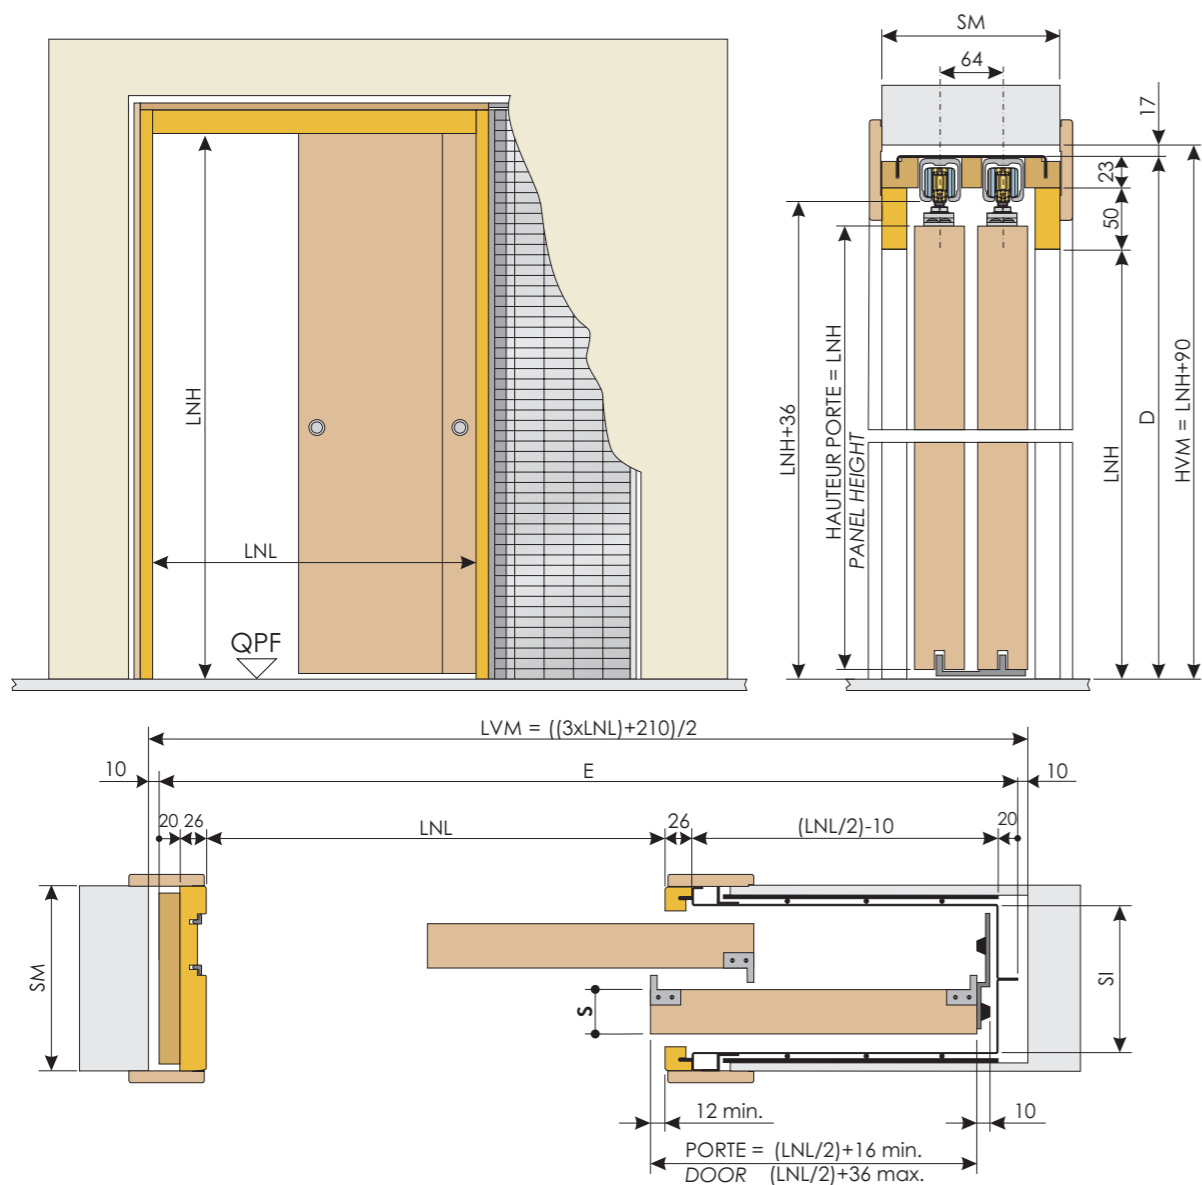 LNH
LNL
QPF
SM
64
17
23
50
LNH+36
HAUTEUR PORTE = LNH
PANEL HEIGHT
LNH
D
HVM = LNH+90
LVM = ((3xLNL)+210)/2
10
E
10
20
26
LNL
26
(LNL/2)-10
20
SM
S
SI
12 min.
10
PORTE = (LNL/2)+16 min.
DOOR (LNL/2)+36 max.